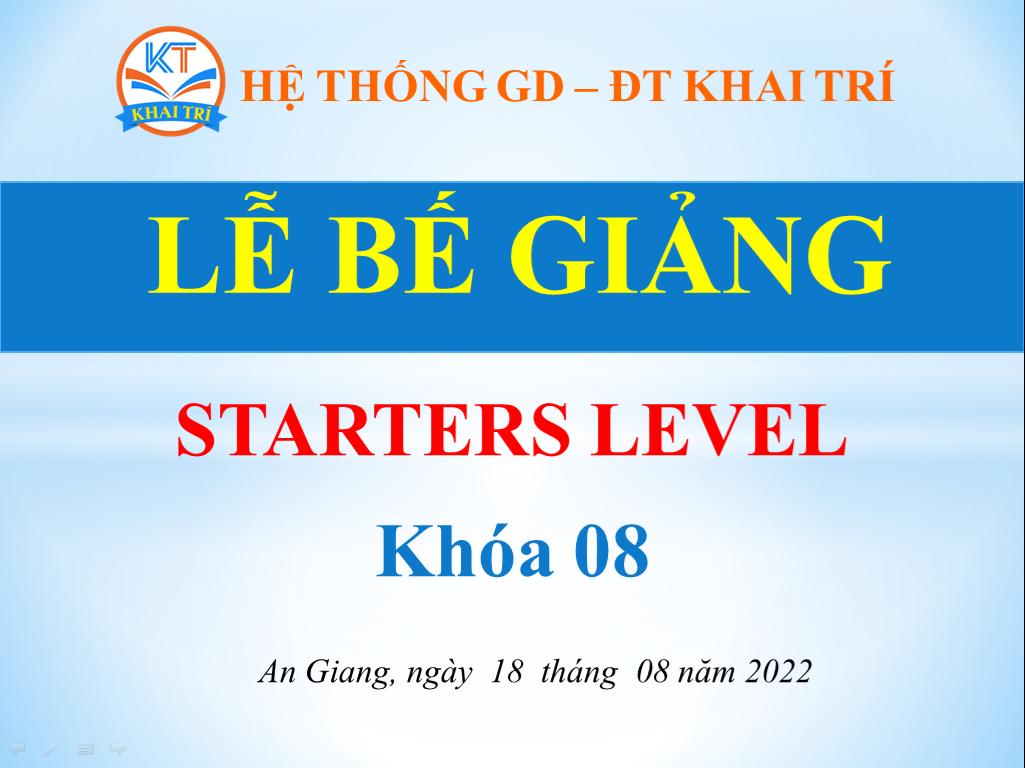 KT
KHAI TRÍ
HỆ THỐNG GD – ĐT KHAI TRÍ
LỄ BẾ GIẢNG
STARTERS LEVEL
Khóa 08
An Giang, ngày 18 tháng 08 năm 2022